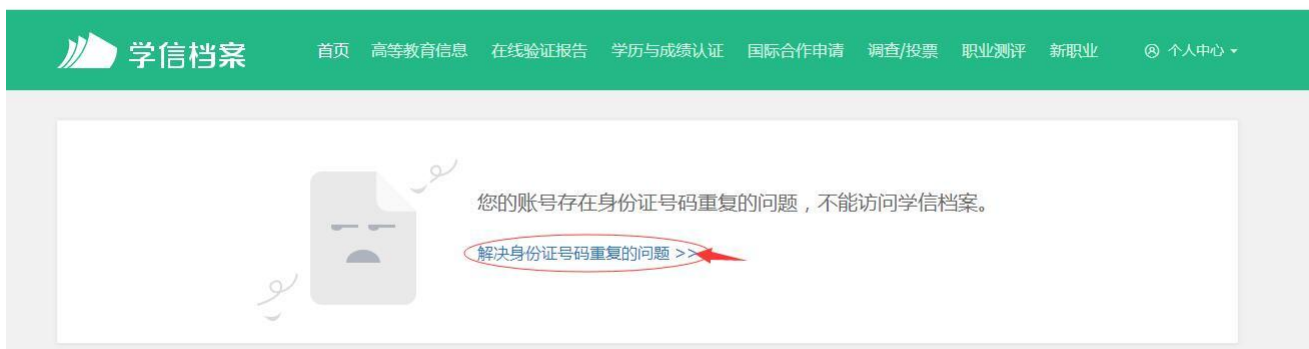 学信档案 首页 高等教育信息 在线验证报告 学历与成绩认证 国际合作申请 调查/投票 职业测评 新职业 个人中心
您的账号存在身份证号码重复的问题，不能访问学信档案。
解决身份证号码重复的问题 >>